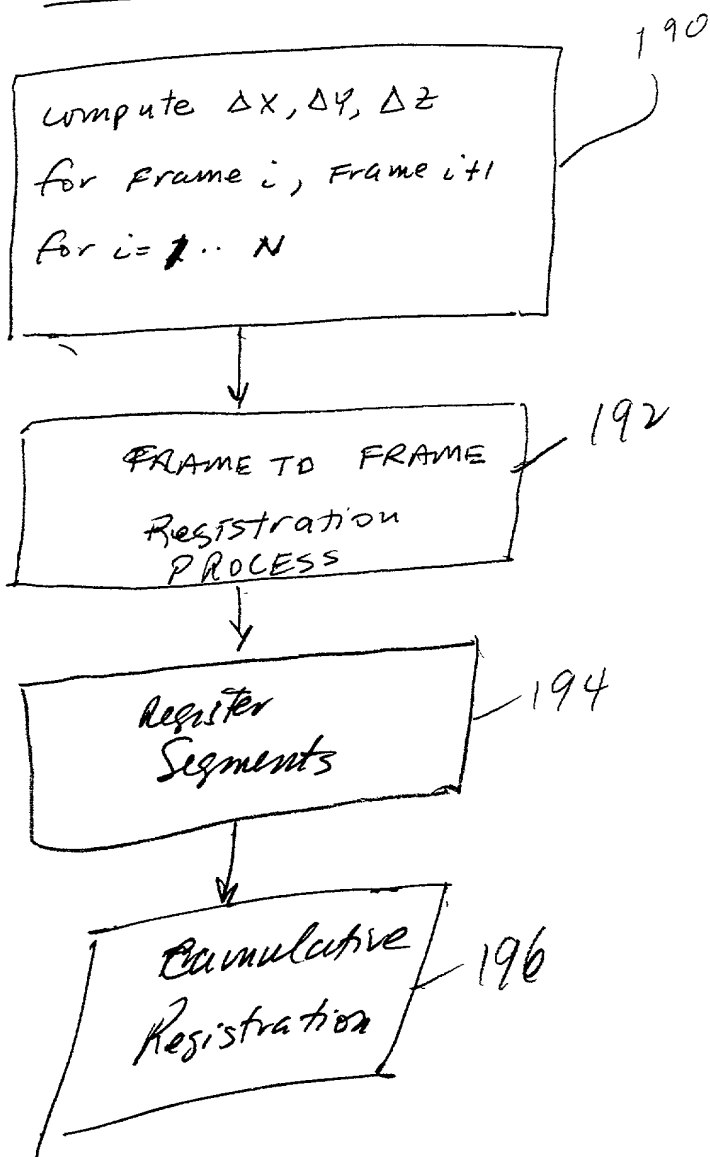 190
compute ΔX, ΔY, ΔZ
for Frame i, Frame i+1
for i= 1.. N
192
FRAME TO FRAME
Registration
PROCESS
194
Register
Segments
196
Cumulative
Registration